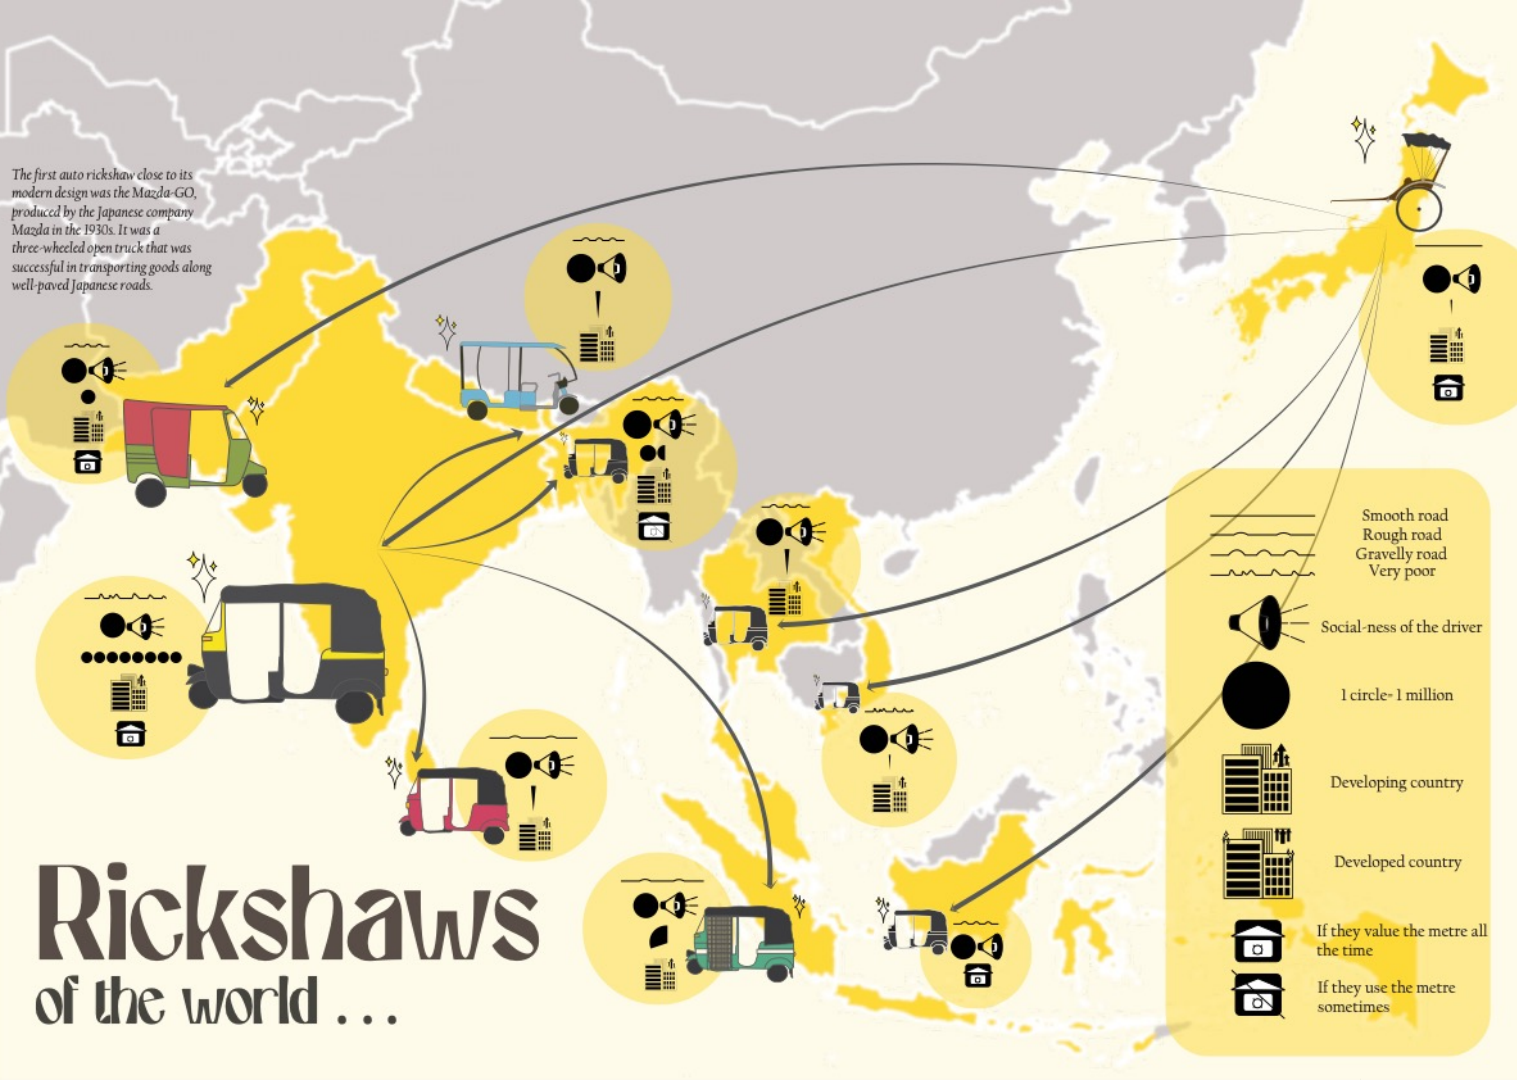 The first auto rickshaw close to its
modern design was the Mazda-GO,
produced by the Japanese company
Mazda in the 1930s. It was a
three-wheeled open truck that was
successful in transporting goods along
well-paved Japanese roads.
Rickshaws
of the world . . .
Smooth road
Rough road
Gravelly road
Very poor
Social-ness of the driver
1 circle= 1 million
Developing country
Developed country
If they value the metre all
the time
If they use the metre
sometimes